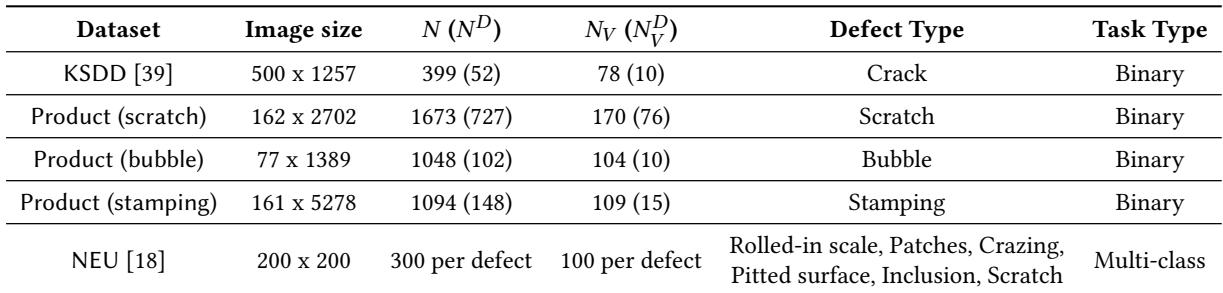 Dataset Image size N (N^D) N_V (N_V^D) Defect Type Task Type
KSDD [39] 500 x 1257 399 (52) 78 (10) Crack Binary
Product (scratch) 162 x 2702 1673 (727) 170 (76) Scratch Binary
Product (bubble) 77 x 1389 1048 (102) 104 (10) Bubble Binary
Product (stamping) 161 x 5278 1094 (148) 109 (15) Stamping Binary
NEU [18] 200 x 200 300 per defect 100 per defect Rolled-in scale, Patches, Crazing, Multi-class
Pitted surface, Inclusion, Scratch